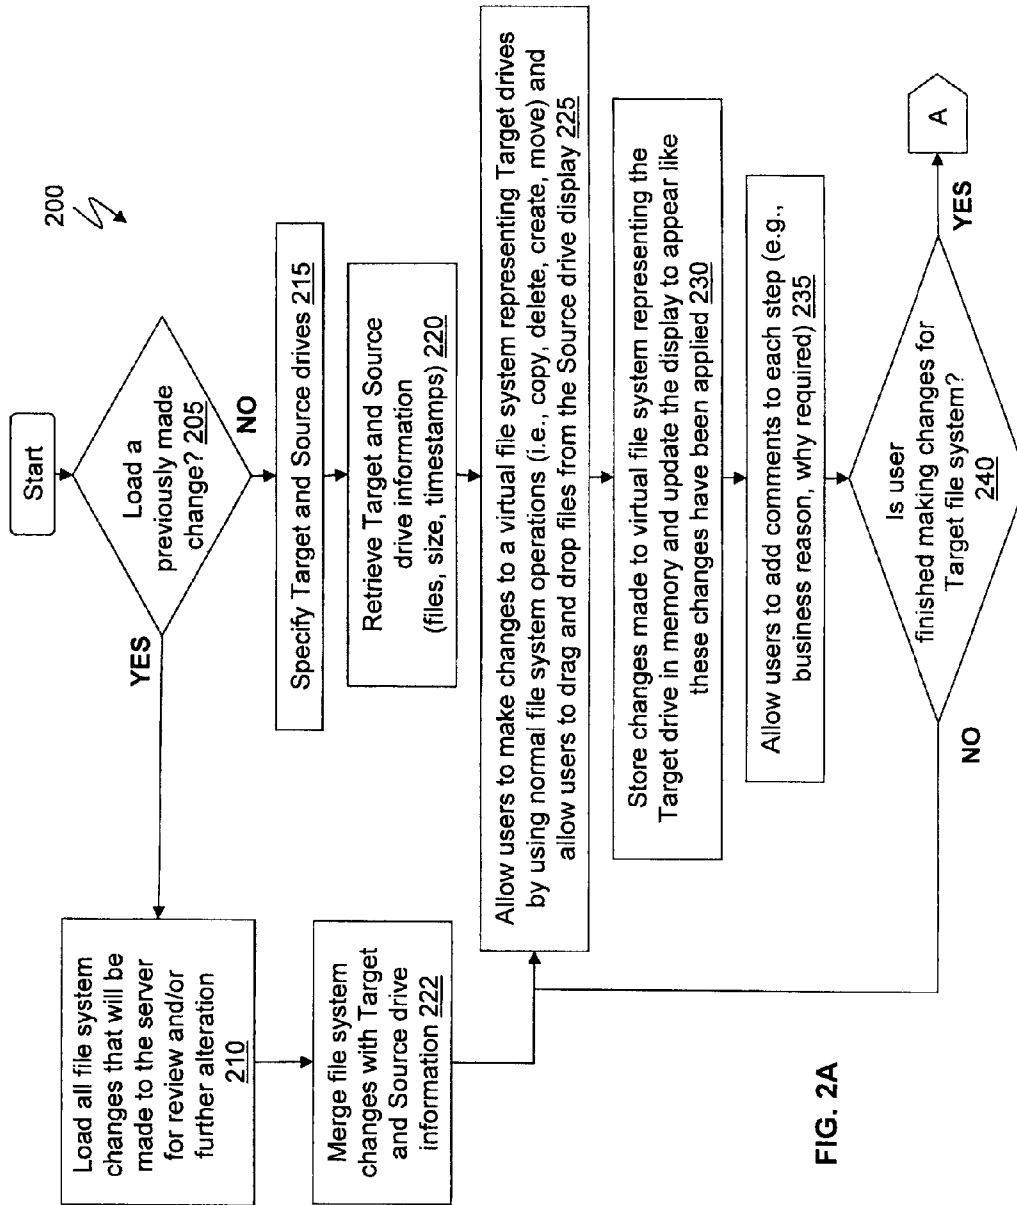 200
Start
Load a
previously made
change? 205
YES
NO
Load all file system
changes that will be
made to the server
for review and/or
further alteration
210
Specify Target and Source drives 215
Retrieve Target and Source
drive information
(files, size, timestamps) 220
Merge file system
changes with Target
and Source drive
information 222
Allow users to make changes to a virtual file system representing Target drives
by using normal file system operations (i.e., copy, delete, create, move) and
allow users to drag and drop files from the Source drive display 225
Store changes made to virtual file system representing the
Target drive in memory and update the display to appear like
these changes have been applied 230
Allow users to add comments to each step (e.g.,
business reason, why required) 235
Is user
finished making changes for
Target file system?
240
NO
YES
A
FIG. 2A